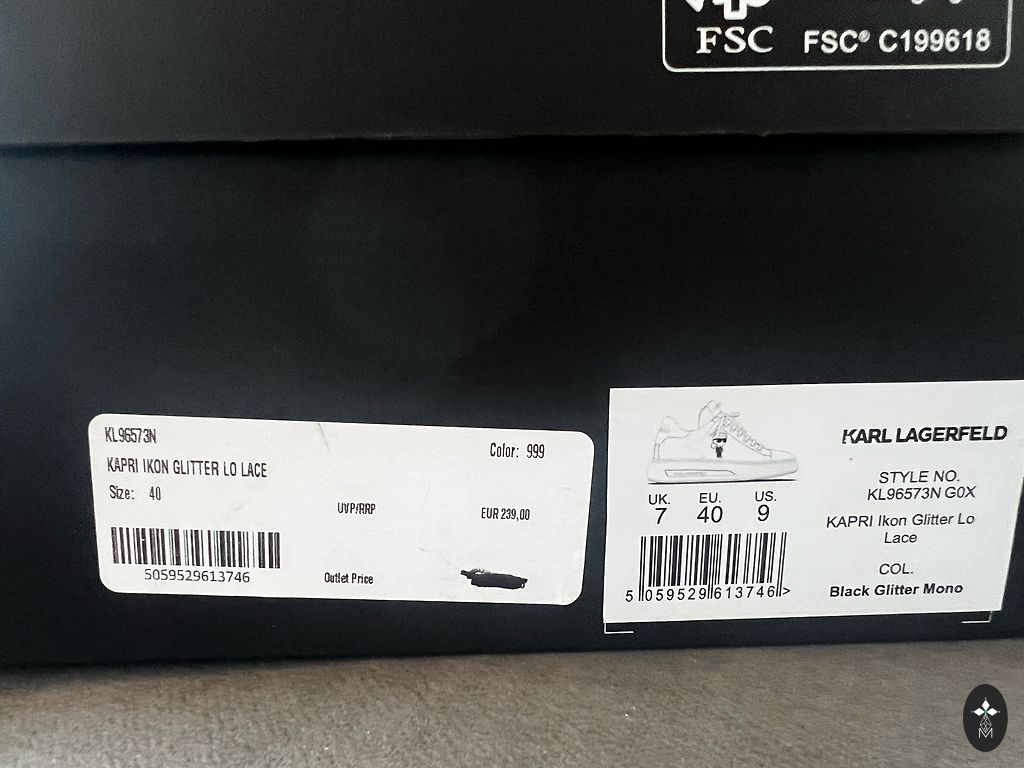 FSC FSC® C199618
KL96573N
Color: 999
KAPRI IKON GLITTER LO LACE
Size: 40
UVP/RRP EUR 239,00
5059529613746
Outlet Price
KARL LAGERFELD
STYLE NO.
KL96573N G0X
UK. EU. US.
7 40 9
KAPRI Ikon Glitter Lo
Lace
COL.
Black Glitter Mono
5 059529 613746 >
M